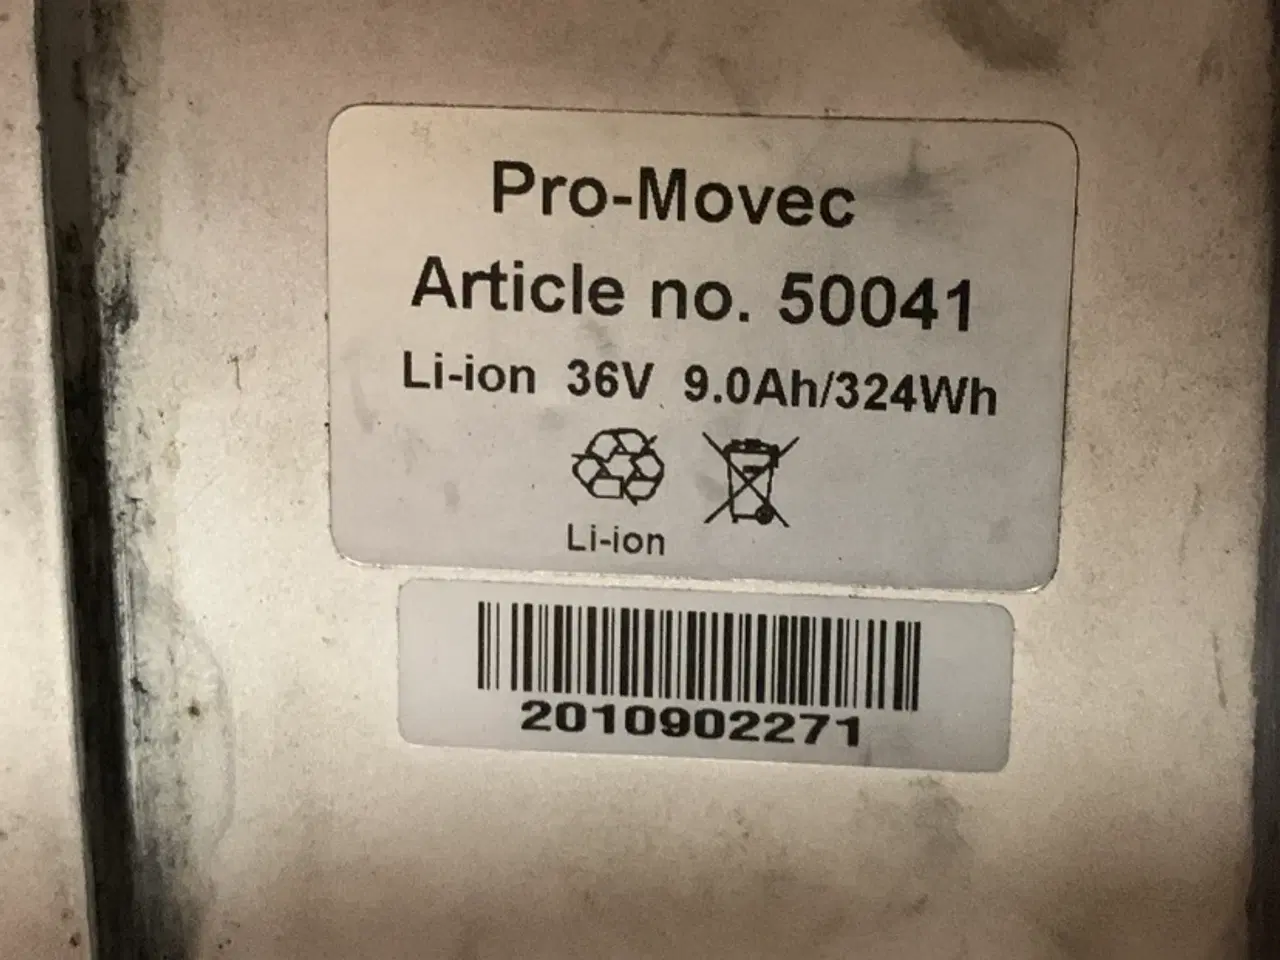 Pro-Movec
Article no. 50041
Li-ion 36V 9.0Ah/324Wh
Li-ion
2010902271